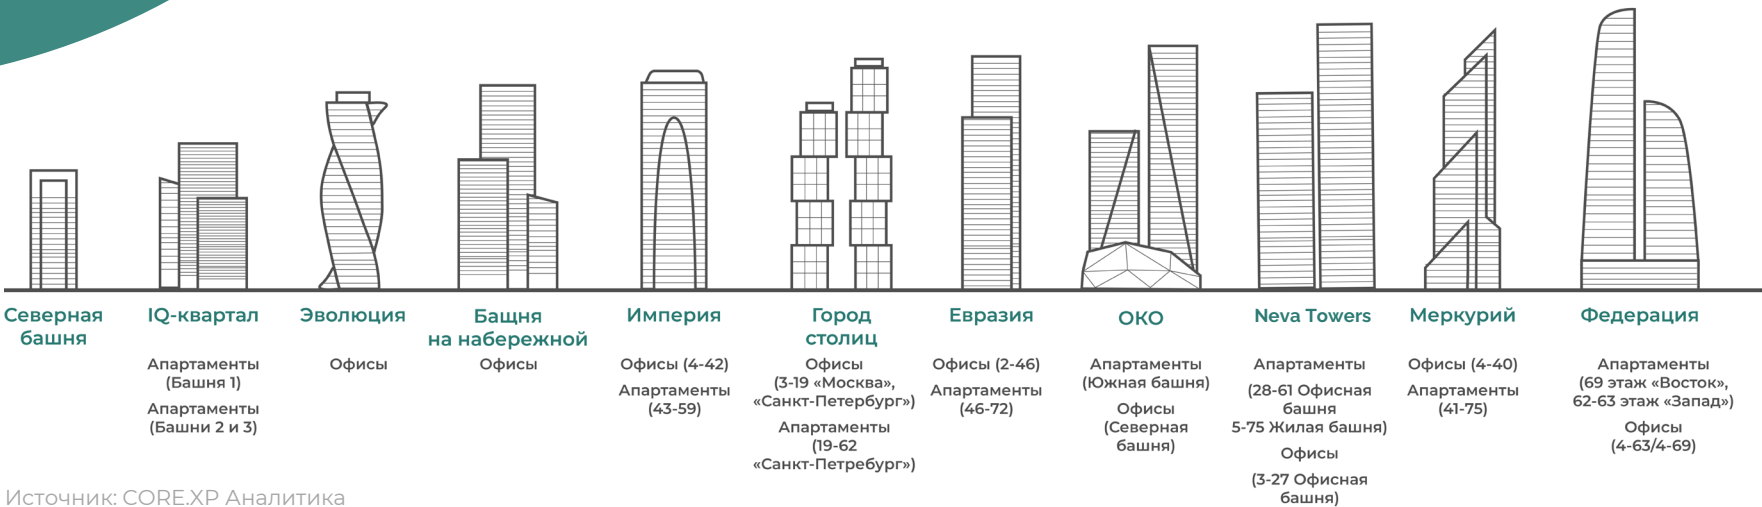 Северная
башня
IQ-квартал
Апартаменты
(Башня 1)
Апартаменты
(Башни 2 и 3)
Эволюция
Офисы
Бащня
на набережной
Офисы
Империя
Офисы (4-42)
Апартаменты
(43-59)
Город
столиц
Офисы
(3-19 «Москва»,
«Санкт-Петербург»)
Апартаменты
(19-62
«Санкт-Петребург»)
Евразия
Офисы (2-46)
Апартаменты
(46-72)
ОКО
Апартаменты
(Южная башня)
Офисы
(Северная
башня)
Neva Towers
Апартаменты
(28-61 Офисная
башня
5-75 Жилая башня)
Офисы
(3-27 Офисная
башня)
Меркурий
Офисы (4-40)
Апартаменты
(41-75)
Федерация
Апартаменты
(69 этаж «Восток»,
62-63 этаж «Запад»)
Офисы
(4-63/4-69)
Источник: CORE.XP Аналитика